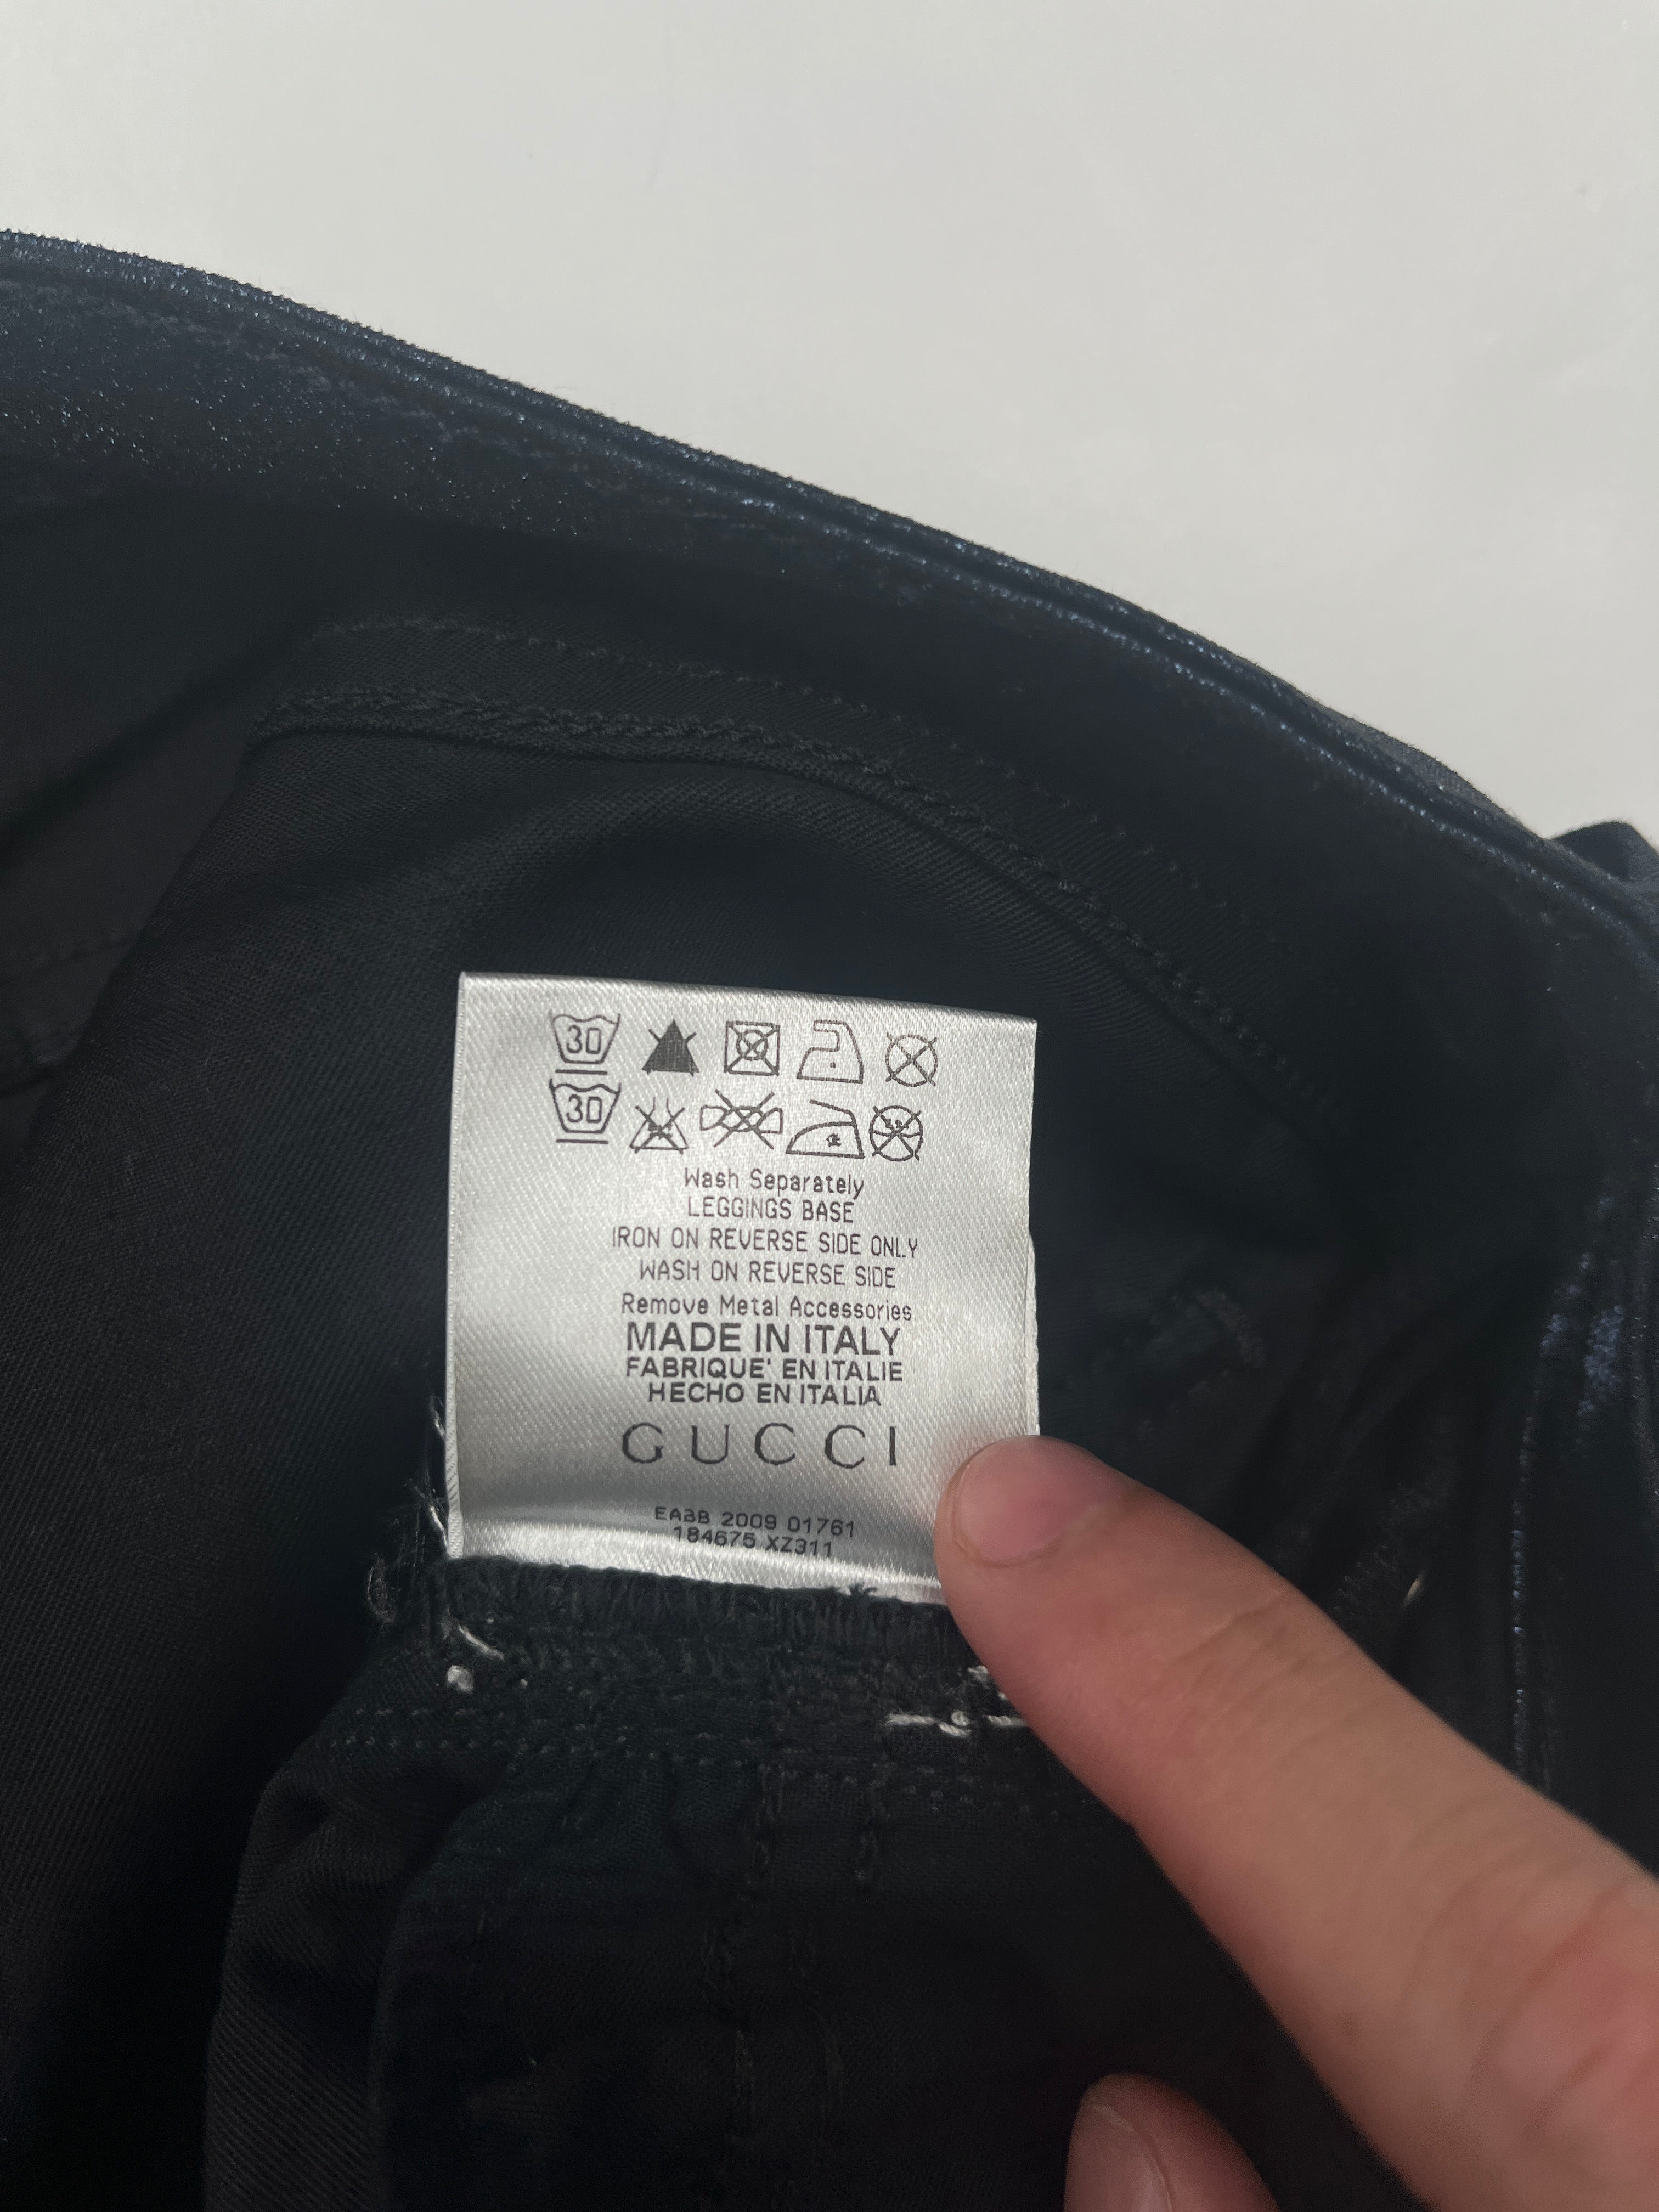 30
30
Wash Separately
LEGGINGS BASE
IRON ON REVERSE SIDE ONLY
WASH ON REVERSE SIDE
Remove Metal Accessories
MADE IN ITALY
FABRIQUE' EN ITALIE
HECHO EN ITALIA
GUCCI
EABB 2009 01761
184675 XZ311